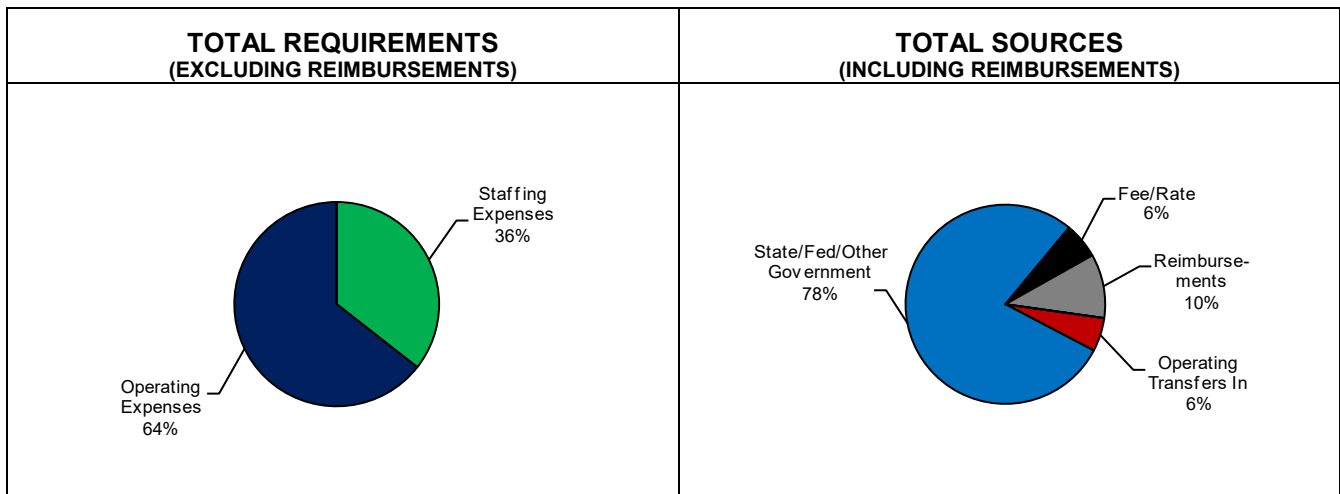 TOTAL REQUIREMENTS
(EXCLUDING REIMBURSEMENTS)
Staffing
Expenses
36%
Operating
Expenses
64%
TOTAL SOURCES
(INCLUDING REIMBURSEMENTS)
Fee/Rate
6%
State/Fed/Other
Government
78%
Reimburse-
ments
10%
Operating
Transfers In
6%